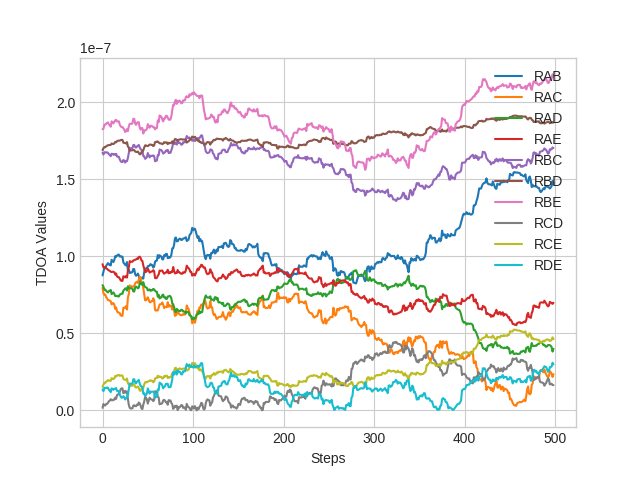 1e−7
2.0
1.5
1.0
0.5
0.0
TDOA Values
0
100
200
300
400
500
Steps
RAB
RAC
RAD
RAE
RBC
RBD
RBE
RCD
RCE
RDE